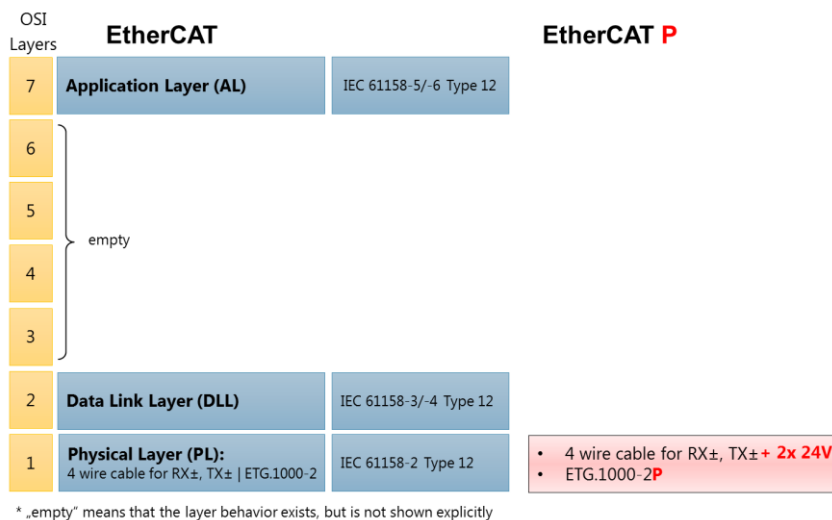 OSI
Layers
EtherCAT
EtherCAT P
7
Application Layer (AL)
IEC 61158-5/-6 Type 12
6
5
empty
4
3
2
Data Link Layer (DLL)
IEC 61158-3/-4 Type 12
1
Physical Layer (PL):
4 wire cable for RX±, TX± | ETG.1000-2
IEC 61158-2 Type 12
• 4 wire cable for RX±, TX± + 2x 24V
• ETG.1000-2P
* „empty" means that the layer behavior exists, but is not shown explicitly